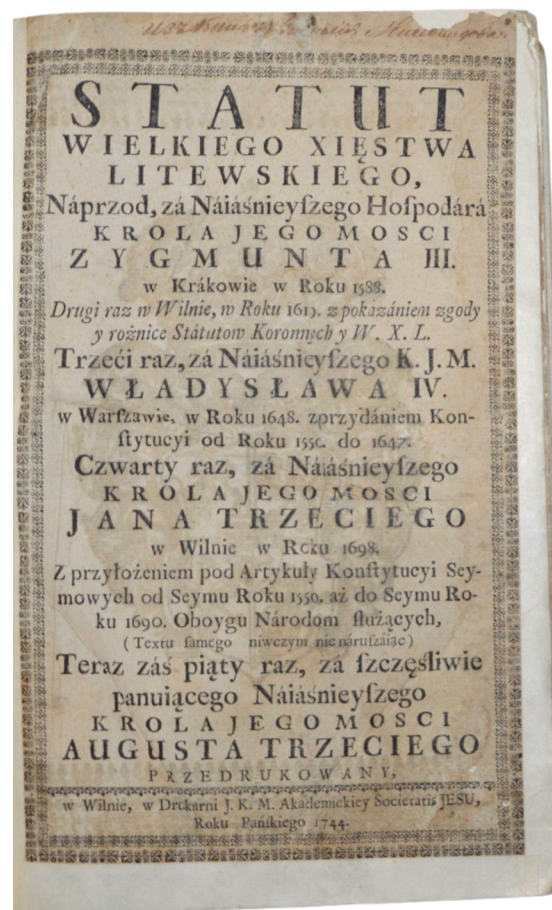 STATUT
WIELKIEGO XIĘSTWA
LITEWSKIEGO,
Náprzod, zá Náiáśnieyſzego Hoſpodárá
KROLA JEGO MOSCI
ZYGMUNTA III.
w Krákowie w Roku 1588.
Drugi raz w Wilnie, w Roku 1619. z pokazániem zgody
y rożnice Státutow Koronnych y W. X. L.
Trzeći raz, zá Náiáśnieyſzego K. J. M.
WŁADYSŁAWA IV.
w Warſzawie, w Roku 1648. z przydániem Kon-
ſtytucyi od Roku 1550. do 1647.
Czwarty raz, zá Náiáśnieyſzego
KROLA JEGO MOSCI
JANA TRZECIEGO
w Wilnie w Roku 1698.
Z przyłożeniem pod Artykuły Konſtytucyi Sey-
mowych od Seymu Roku 1550. aż do Seymu Ro-
ku 1690. Oboygu Národom ſłużących,
(Textu ſamego niwczym nie náruſzáiąc)
Teraz záś piąty raz, zá ſzczęśliwie
panuiącego Náiáśnieyſzego
KROLA JEGO MOSCI
AUGUSTA TRZECIEGO
PRZEDRUKOWANY,
w Wilnie, w Drukarni J. K. M. Akademickiey Societatis JESU,
Roku Páńſkiego 1744.